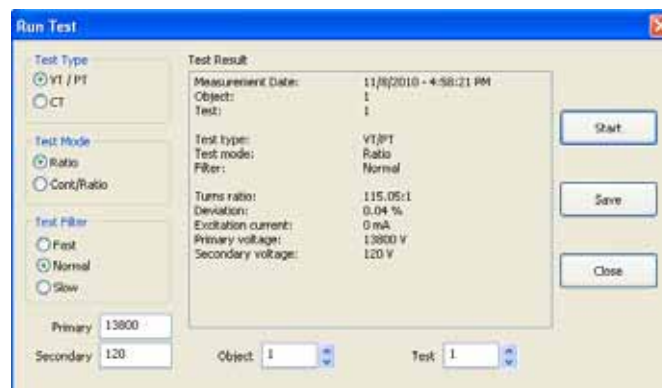 Run Test
Test Type
VT / PT
CT
Test Mode
Ratio
Cont/Ratio
Test Filter
Fast
Normal
Slow
Primary 13800
Secondary 120
Test Result
Measurement Date: 11/8/2010 - 4:58:21 PM
Object: 1
Test: 1
Test type: VT/PT
Test mode: Ratio
Filter: Normal
Turns ratio: 115.05:1
Deviation: 0.04 %
Excitation current: 0 mA
Primary voltage: 13800 V
Secondary voltage: 120 V
Object 1
Test 1
Start
Save
Close